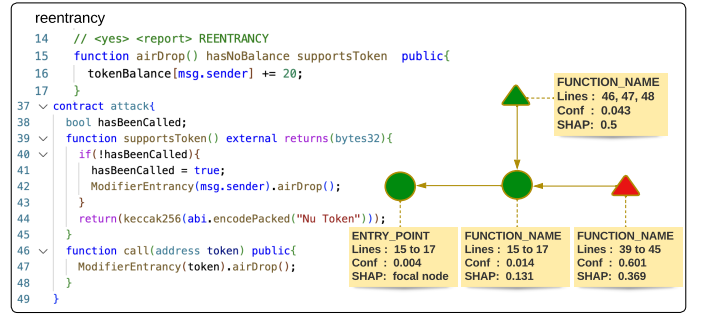 reentrancy
14 // <yes> <report> REENTRANCY
15 function airDrop() hasNoBalance supportsToken public{
16 tokenBalance[msg.sender] += 20;
17 }
37 contract attack{
38 bool hasBeenCalled;
39 function supportsToken() external returns(bytes32){
40 if(!hasBeenCalled){
41 hasBeenCalled = true;
42 ModifierEntrancy(msg.sender).airDrop();
43 }
44 return(keccak256(abi.encodePacked("Nu Token")));
45 }
46 function call(address token) public{
47 ModifierEntrancy(token).airDrop();
48 }
49 }
FUNCTION_NAME
Lines : 46, 47, 48
Conf : 0.043
SHAP: 0.5
ENTRY_POINT
Lines : 15 to 17
Conf : 0.004
SHAP: focal node
FUNCTION_NAME
Lines : 15 to 17
Conf : 0.014
SHAP: 0.131
FUNCTION_NAME
Lines : 39 to 45
Conf : 0.601
SHAP: 0.369